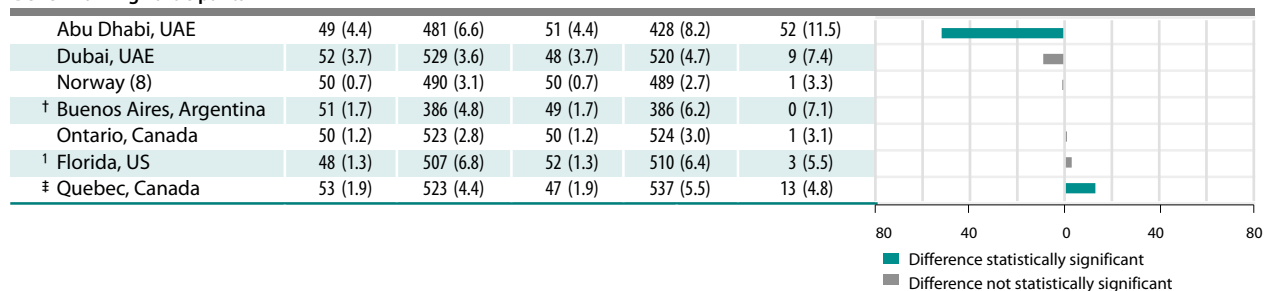 Abu Dhabi, UAE 49 (4.4) 481 (6.6) 51 (4.4) 428 (8.2) 52 (11.5)
Dubai, UAE 52 (3.7) 529 (3.6) 48 (3.7) 520 (4.7) 9 (7.4)
Norway (8) 50 (0.7) 490 (3.1) 50 (0.7) 489 (2.7) 1 (3.3)
† Buenos Aires, Argentina 51 (1.7) 386 (4.8) 49 (1.7) 386 (6.2) 0 (7.1)
Ontario, Canada 50 (1.2) 523 (2.8) 50 (1.2) 524 (3.0) 1 (3.1)
1 Florida, US 48 (1.3) 507 (6.8) 52 (1.3) 510 (6.4) 3 (5.5)
‡ Quebec, Canada 53 (1.9) 523 (4.4) 47 (1.9) 537 (5.5) 13 (4.8)
80 40 0 40 80
Difference statistically significant
Difference not statistically significant